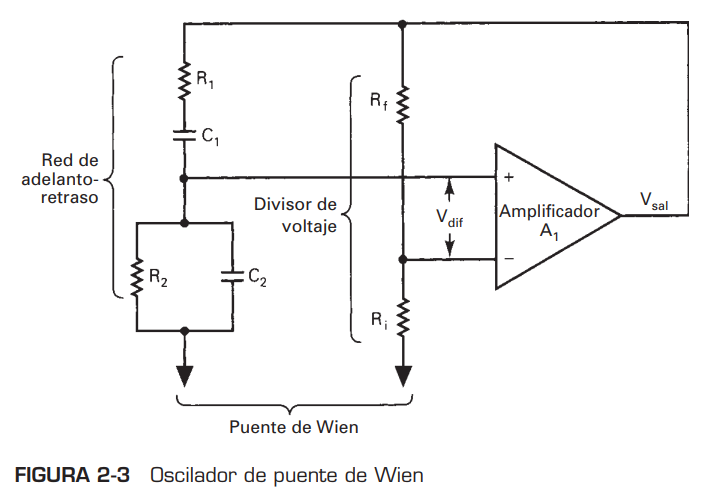 R1
Rf
C1
Red de
adelanto-
retraso
Divisor de
voltaje
+
Vdif
Amplificador
A1
Vsal
−
R2
C2
Ri
Puente de Wien
FIGURA 2-3 Oscilador de puente de Wien